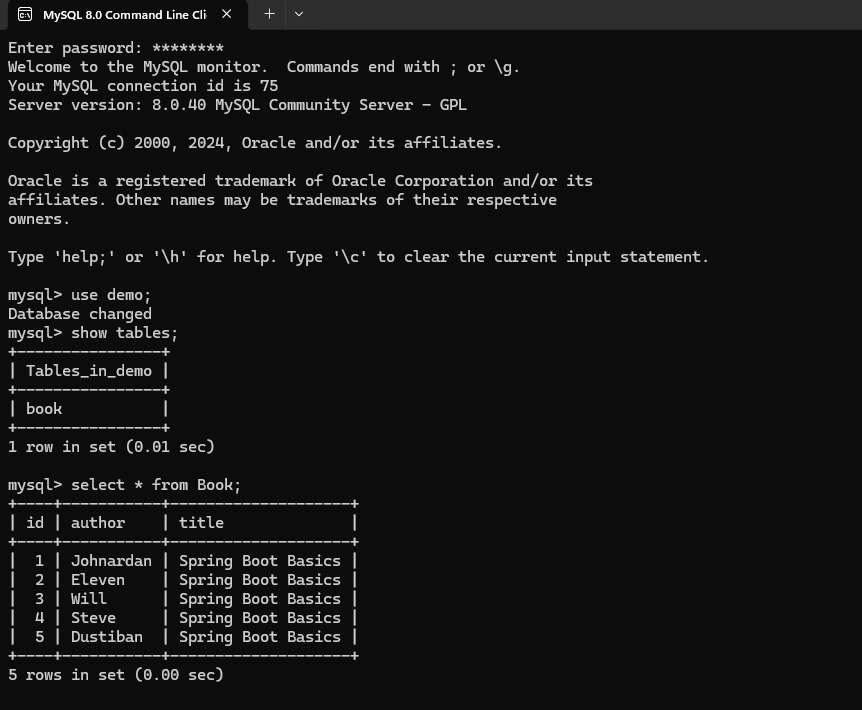 MySQL 8.0 Command Line Cli
Enter password: ********
Welcome to the MySQL monitor.  Commands end with ; or \g.
Your MySQL connection id is 75
Server version: 8.0.40 MySQL Community Server - GPL
Copyright (c) 2000, 2024, Oracle and/or its affiliates.
Oracle is a registered trademark of Oracle Corporation and/or its
affiliates. Other names may be trademarks of their respective
owners.
Type 'help;' or '\h' for help. Type '\c' to clear the current input statement.
mysql> use demo;
Database changed
mysql> show tables;
+----------------+
| Tables_in_demo |
+----------------+
| book           |
+----------------+
1 row in set (0.01 sec)
mysql> select * from Book;
+----+-----------+--------------------+
| id | author    | title              |
+----+-----------+--------------------+
|  1 | Johnardan | Spring Boot Basics |
|  2 | Eleven    | Spring Boot Basics |
|  3 | Will      | Spring Boot Basics |
|  4 | Steve     | Spring Boot Basics |
|  5 | Dustiban  | Spring Boot Basics |
+----+-----------+--------------------+
5 rows in set (0.00 sec)